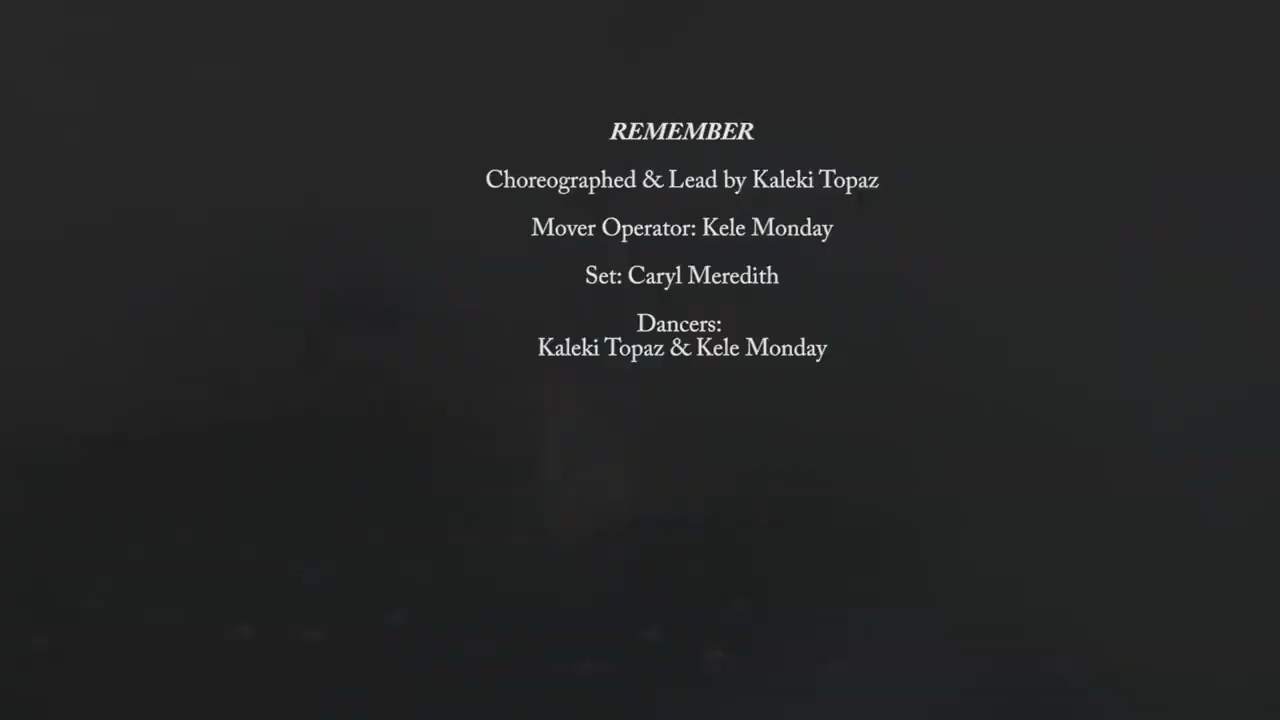 REMEMBER
Choreographed & Lead by Kaleki Topaz
Mover Operator: Kele Monday
Set: Caryl Meredith
Dancers:
Kaleki Topaz & Kele Monday